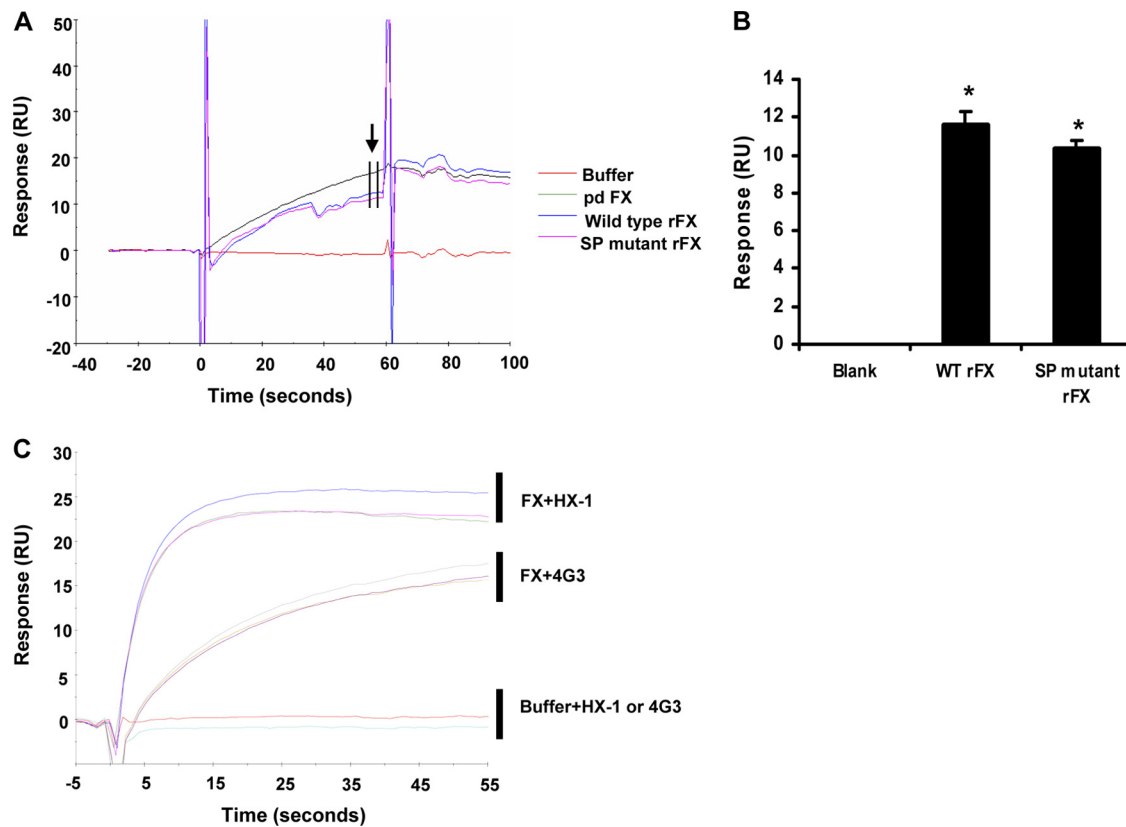 A
50
40
30
20
10
0
-10
-20
Response (RU)
-40
-20
0
20
40
60
80
100
Time (seconds)
Buffer
pd FX
Wild type rFX
SP mutant rFX
B
14
12
10
8
6
4
2
0
Response (RU)
*
*
Blank
WT rFX
SP mutant
rFX
C
30
25
20
15
10
5
0
Response (RU)
-5
5
15
25
35
45
55
Time (seconds)
FX+HX-1
FX+4G3
Buffer+HX-1 or 4G3